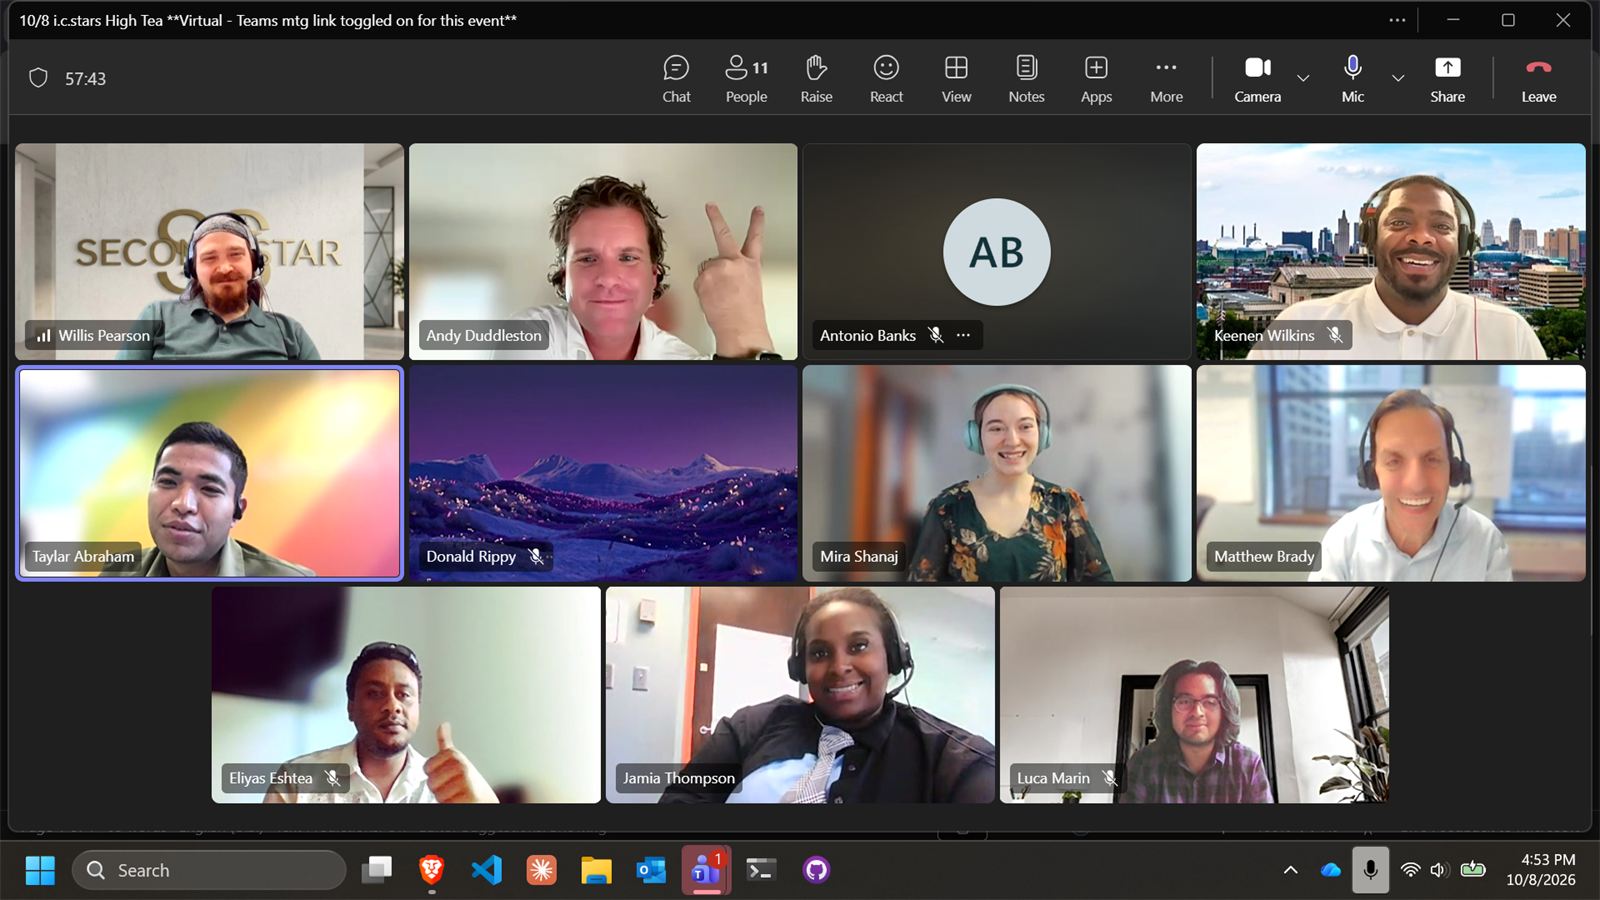 10/8 i.c.stars High Tea **Virtual - Teams mtg link toggled on for this event**
57:43
Chat
People 11
Raise
React
View
Notes
Apps
More
Camera
Mic
Share
Leave
SECOND STAR
Willis Pearson
Andy Duddleston
AB
Antonio Banks
Keenen Wilkins
Taylar Abraham
Donald Rippy
Mira Shanaj
Matthew Brady
Eliyas Eshtea
Jamia Thompson
Luca Marin
Search
1
4:53 PM
10/8/2026